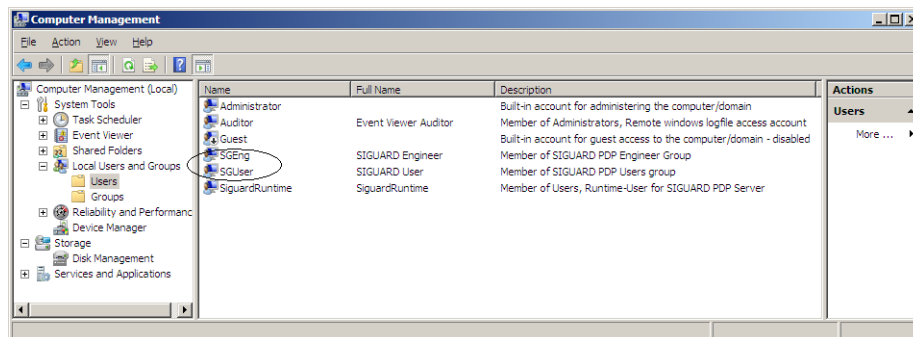 Computer Management
File Action View Help
Computer Management (Local)
System Tools
Task Scheduler
Event Viewer
Shared Folders
Local Users and Groups
Users
Groups
Reliability and Performanc
Device Manager
Storage
Disk Management
Services and Applications
Name Full Name Description
Administrator Built-in account for administering the computer/domain
Auditor Event Viewer Auditor Member of Administrators, Remote windows logfile access account
Guest Built-in account for guest access to the computer/domain - disabled
SGEng SIGUARD Engineer Member of SIGUARD PDP Engineer Group
SGUser SIGUARD User Member of SIGUARD PDP Users group
SiguardRuntime SiguardRuntime Member of Users, Runtime-User for SIGUARD PDP Server
Actions
Users
More ...